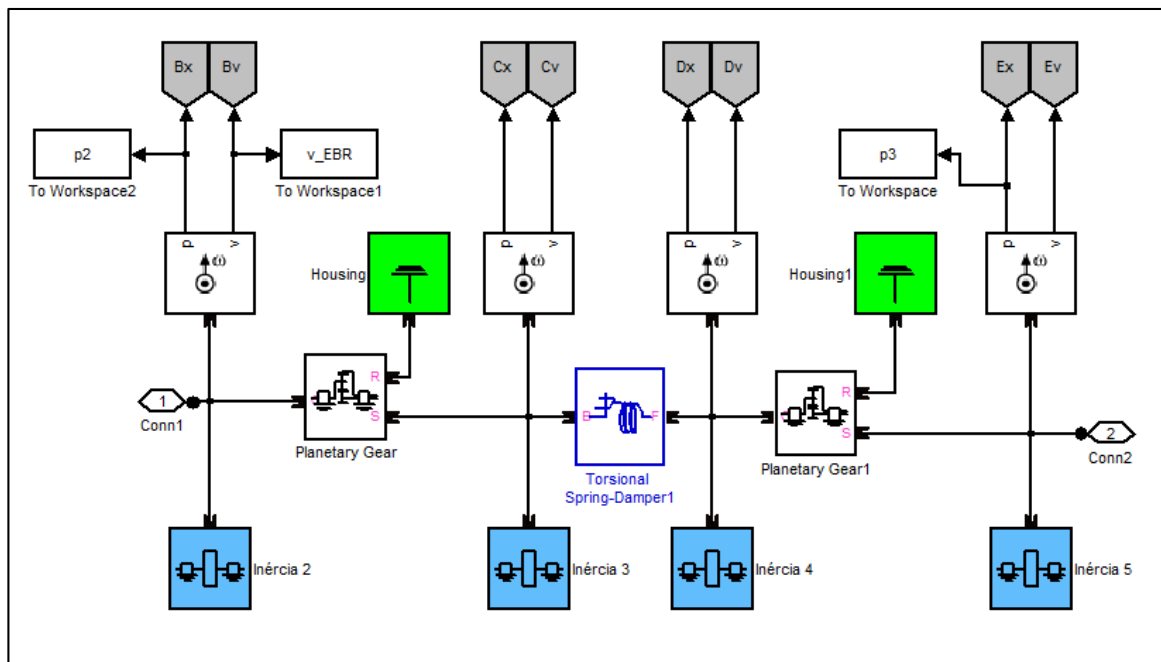 Bx Bv Cx Cv Dx Dv Ex Ev
p2 v_EBR p3
To Workspace2 To Workspace1 To Workspace
p v p v p v p v
ω ω ω ω
Housing Housing1
R R
1 S B F S 2
Conn1 Conn2
Planetary Gear Planetary Gear1
Torsional
Spring-Damper1
Inércia 2 Inércia 3 Inércia 4 Inércia 5